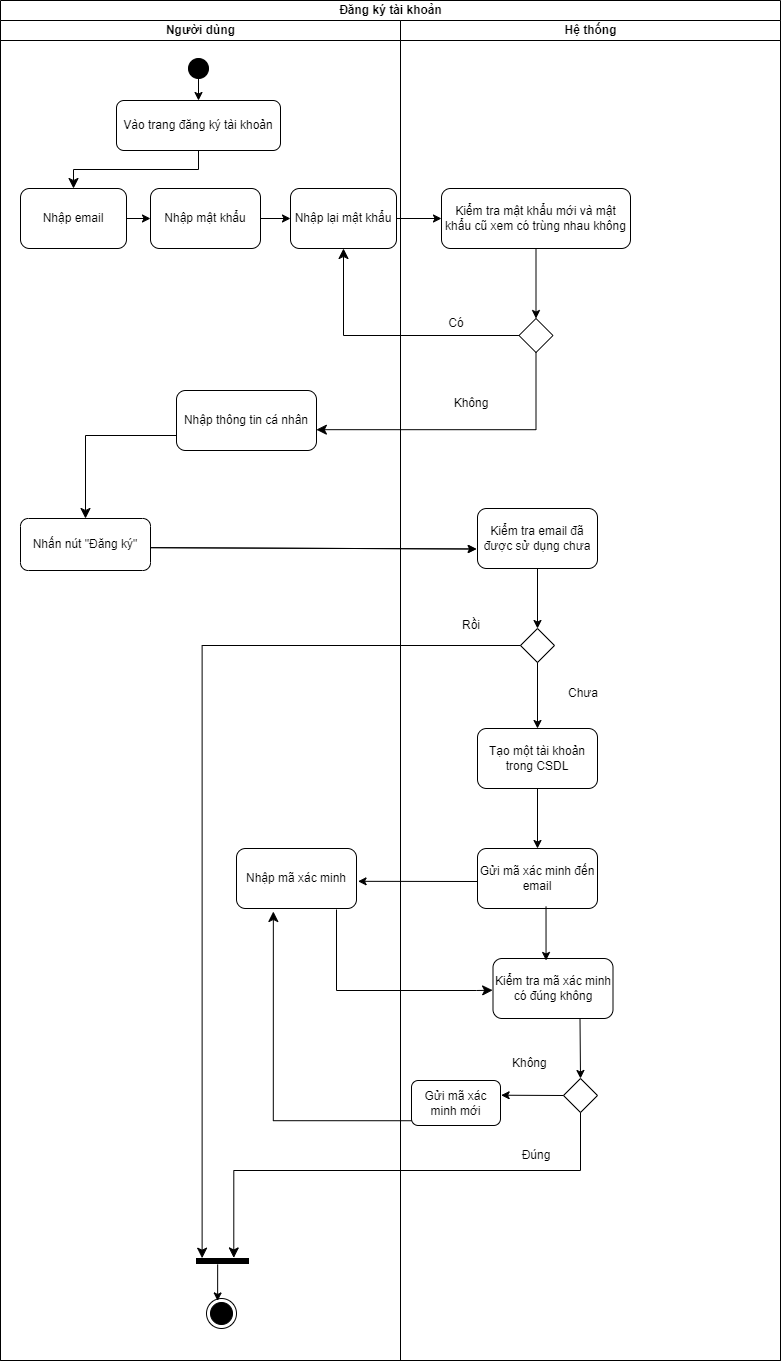 Đăng ký tài khoản
Người dùng
Hệ thống
Vào trang đăng ký tài khoản
Nhập email
Nhập mật khẩu
Nhập lại mật khẩu
Kiểm tra mật khẩu mới và mật
khẩu cũ xem có trùng nhau không
Có
Không
Nhập thông tin cá nhân
Nhấn nút "Đăng ký"
Kiểm tra email đã
được sử dụng chưa
Rồi
Chưa
Tạo một tài khoản
trong CSDL
Nhập mã xác minh
Gửi mã xác minh đến
email
Kiểm tra mã xác minh
có đúng không
Không
Gửi mã xác
minh mới
Đúng